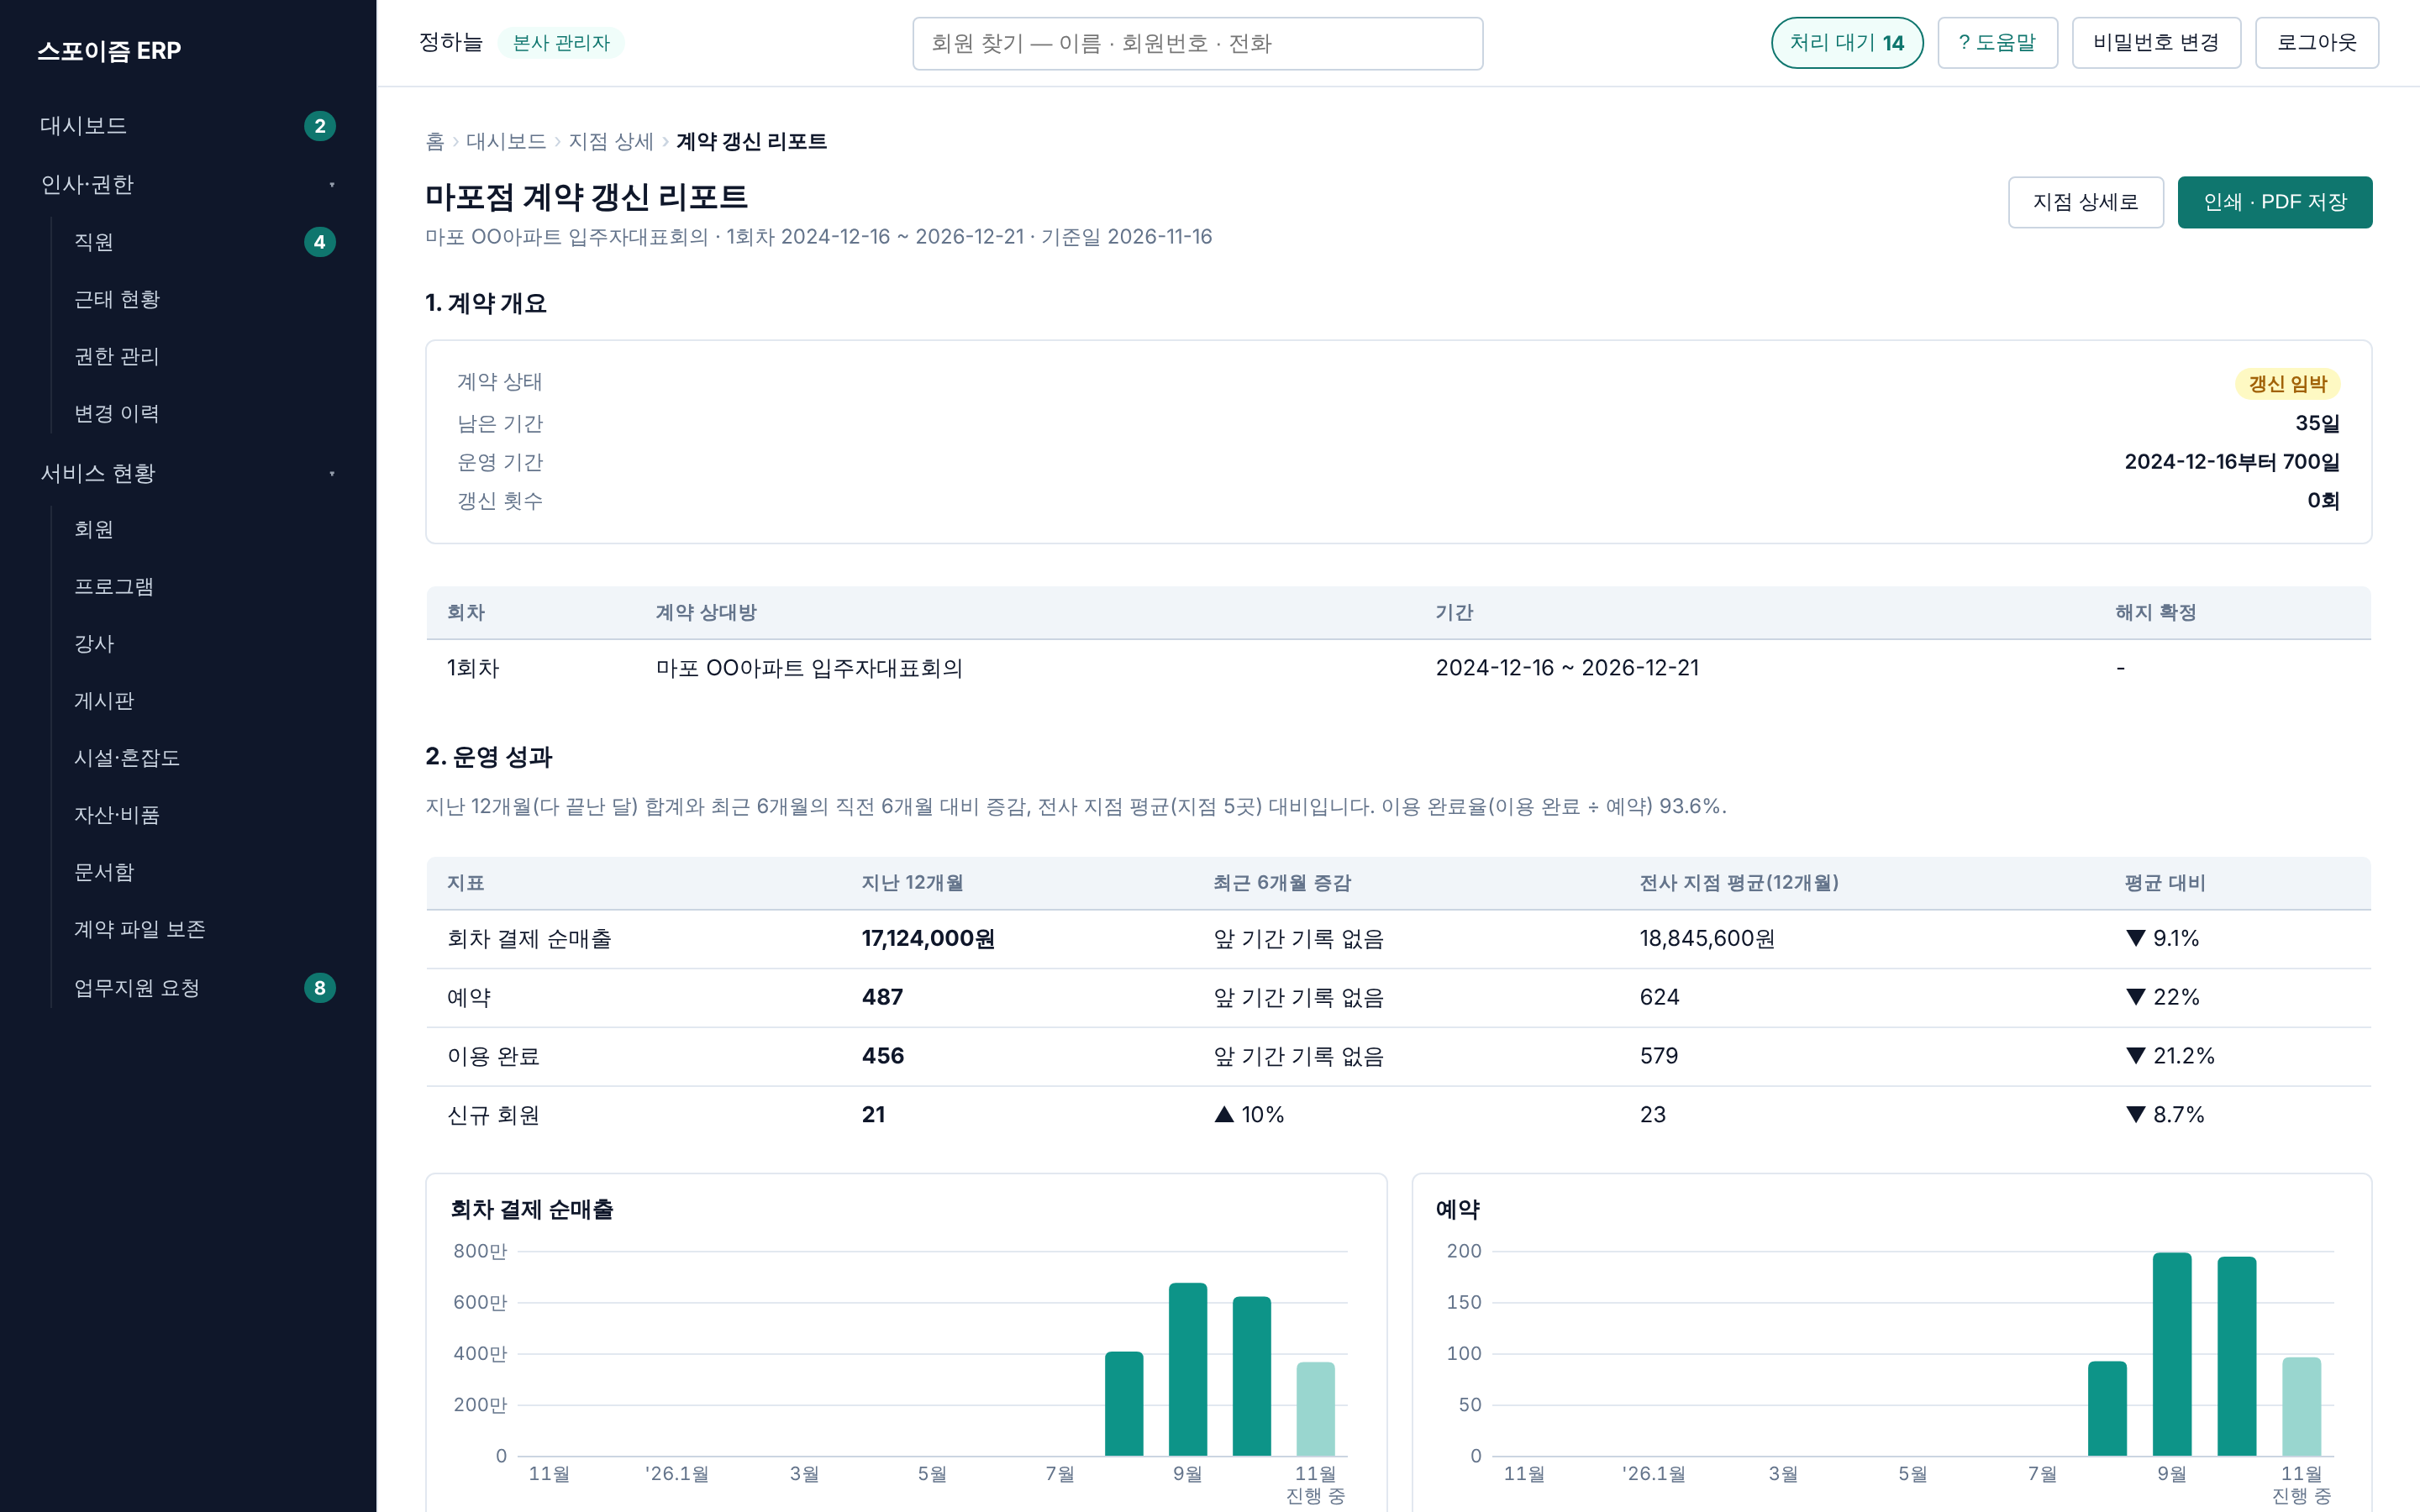 스포이즘 ERP
대시보드 2
인사·권한
직원 4
근태 현황
권한 관리
변경 이력
서비스 현황
회원
프로그램
강사
게시판
시설·혼잡도
자산·비품
문서함
계약 파일 보존
업무지원 요청 8
정하늘 본사 관리자
회원 찾기 — 이름 · 회원번호 · 전화
처리 대기 14
? 도움말
비밀번호 변경
로그아웃
홈 › 대시보드 › 지점 상세 › 계약 갱신 리포트
마포점 계약 갱신 리포트
마포 OO아파트 입주자대표회의 · 1회차 2024-12-16 ~ 2026-12-21 · 기준일 2026-11-16
지점 상세로
인쇄 · PDF 저장
1. 계약 개요
계약 상태 갱신 임박
남은 기간 35일
운영 기간 2024-12-16부터 700일
갱신 횟수 0회
회차 계약 상대방 기간 해지 확정
1회차 마포 OO아파트 입주자대표회의 2024-12-16 ~ 2026-12-21 -
2. 운영 성과
지난 12개월(다 끝난 달) 합계와 최근 6개월의 직전 6개월 대비 증감, 전사 지점 평균(지점 5곳) 대비입니다. 이용 완료율(이용 완료 ÷ 예약) 93.6%.
지표 지난 12개월 최근 6개월 증감 전사 지점 평균(12개월) 평균 대비
회차 결제 순매출 17,124,000원 앞 기간 기록 없음 18,845,600원 ▼ 9.1%
예약 487 앞 기간 기록 없음 624 ▼ 22%
이용 완료 456 앞 기간 기록 없음 579 ▼ 21.2%
신규 회원 21 ▲ 10% 23 ▼ 8.7%
회차 결제 순매출
800만
600만
400만
200만
0
11월 '26.1월 3월 5월 7월 9월 11월
진행 중
예약
200
150
100
50
0
11월 '26.1월 3월 5월 7월 9월 11월
진행 중